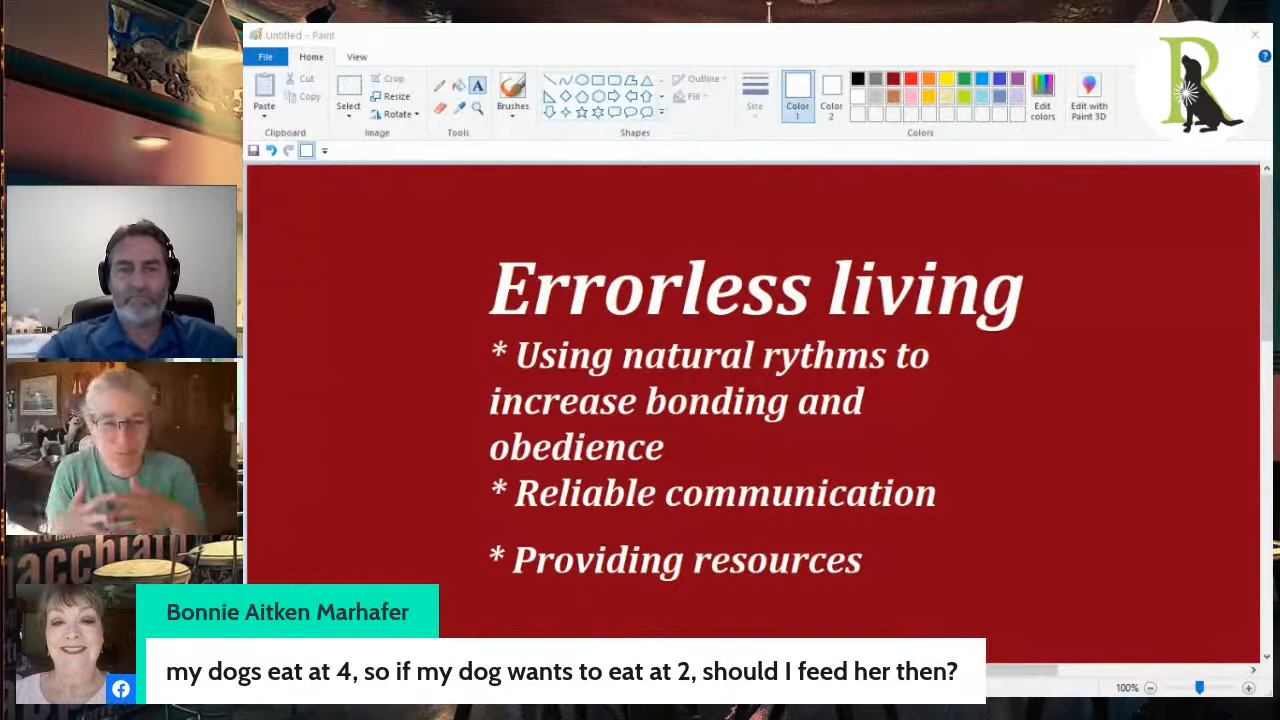 Untitled - Paint
File
Home
View
Paste
Cut
Copy
Clipboard
Select
Crop
Resize
Rotate
Image
A
Tools
Brushes
Outline
Fill
Shapes
Size
Color
1
Color
2
Edit
colors
Edit with
Paint 3D
Colors
R
Errorless living
* Using natural rythms to
increase bonding and
obedience
* Reliable communication
* Providing resources
acchiato
Bonnie Aitken Marhafer
my dogs eat at 4, so if my dog wants to eat at 2, should I feed her then?
100%